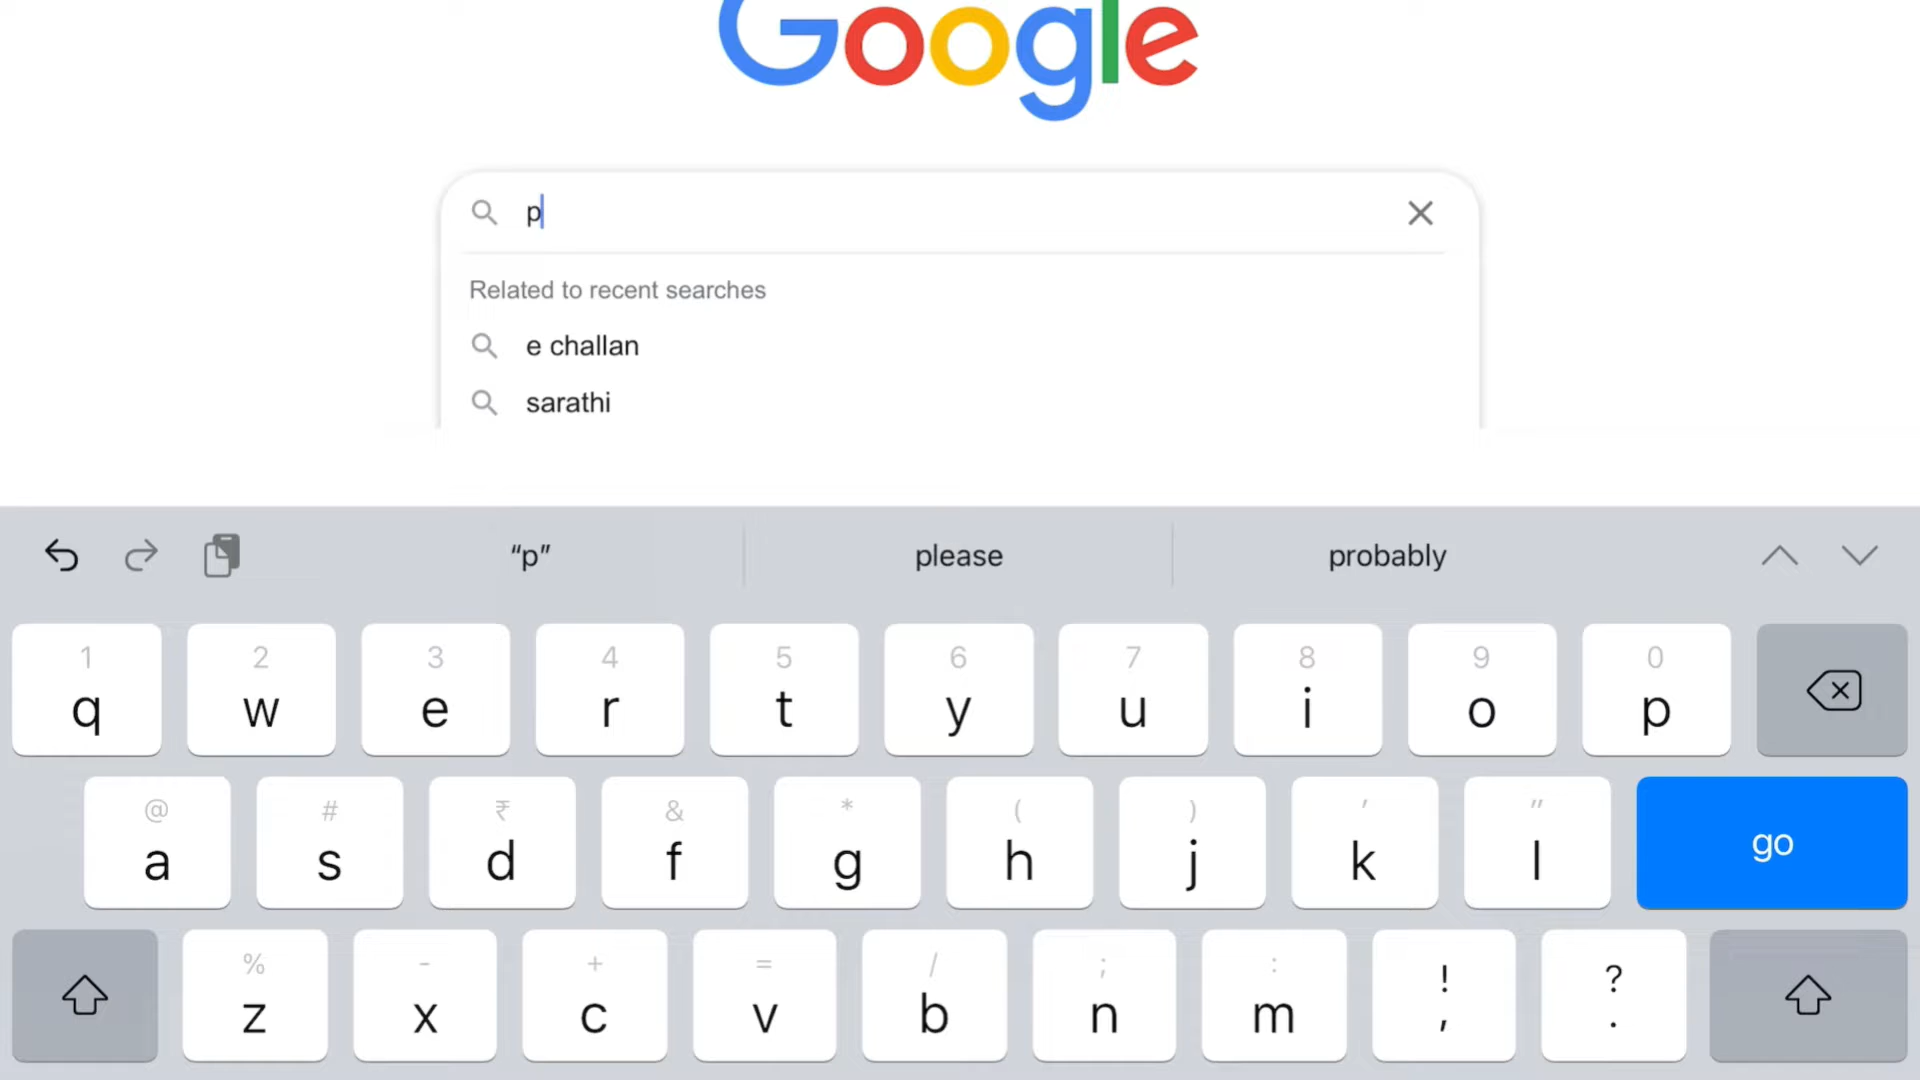 Google
p
Related to recent searches
e challan
sarathi
“p” please probably
1 2 3 4 5 6 7 8 9 0
q w e r t y u i o p
@ # ₹ & * ( ) ' "
a s d f g h j k l go
% - + = / ; : ! ?
z x c v b n m , .